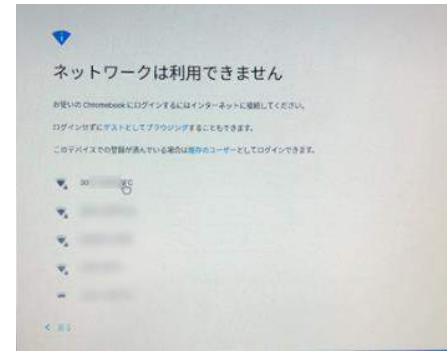 ネットワークは利用できません
お使いの Chromebook にログインするにはインターネットに接続してください。
ログインせずにゲストとしてブラウジングすることもできます。
このデバイスでの登録が済んでいる場合は既存のユーザーとしてログインできます。
30
戻る